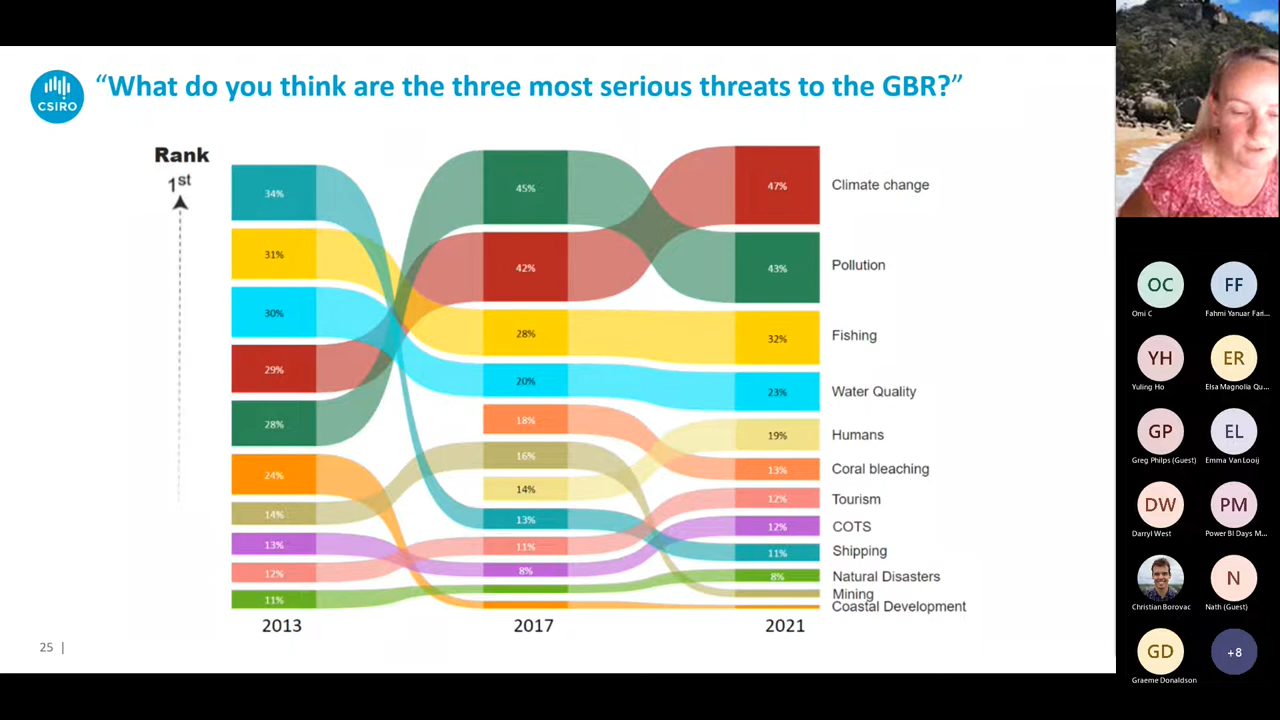 CSIRO
“What do you think are the three most serious threats to the GBR?”
Rank
1st
34%
31%
30%
29%
28%
24%
14%
13%
12%
11%
2013
45%
42%
28%
20%
18%
16%
14%
13%
11%
8%
2017
47%
43%
32%
23%
19%
13%
12%
12%
11%
8%
2021
Climate change
Pollution
Fishing
Water Quality
Humans
Coral bleaching
Tourism
COTS
Shipping
Natural Disasters
Mining
Coastal Development
25 |
OC FF
Omi C Fahmi Yanuar Fari...
YH ER
Yuling Ho Elsa Magnolia Qu...
GP EL
Greg Philps (Guest) Emma Van Looij
DW PM
Darryl West Power BI Days M...
N
Christian Borovac Nath (Guest)
GD +8
Graeme Donaldson